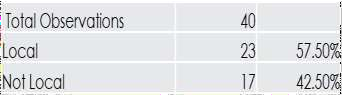 Total Observations 40
Local 23 57.50%
Not Local 17 42.50%